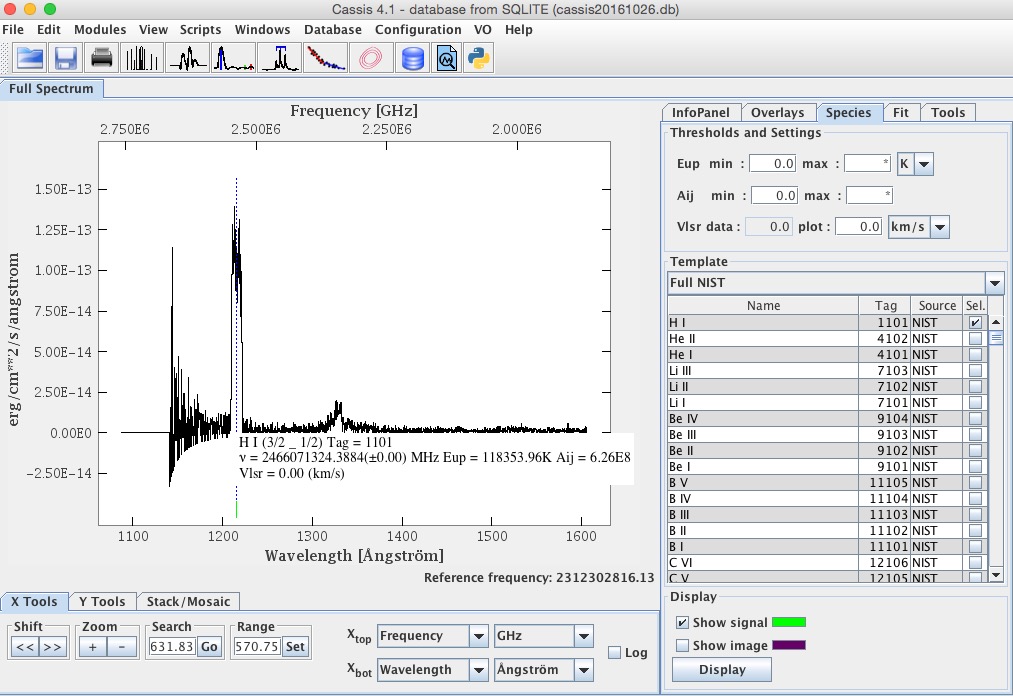 Cassis 4.1 - database from SQLITE (cassis20161026.db)
File Edit Modules View Scripts Windows Database Configuration VO Help
Full Spectrum
Frequency [GHz]
2.750E6 2.500E6 2.250E6 2.000E6
erg/cm**2/s/angstrom
1.50E-13
1.25E-13
1.00E-13
7.50E-14
5.00E-14
2.50E-14
0.00E0
-2.50E-14
H I (3/2 _ 1/2) Tag = 1101
ν = 2466071324.3884(±0.00) MHz Eup = 118353.96K Aij = 6.26E8
Vlsr = 0.00 (km/s)
1100 1200 1300 1400 1500 1600
Wavelength [Ångström]
Reference frequency: 2312302816.13
InfoPanel Overlays Species Fit Tools
Thresholds and Settings
Eup min : 0.0 max : * K
Aij min : 0.0 max : *
Vlsr data : 0.0 plot : 0.0 km/s
Template
Full NIST
Name Tag Source Sel.
H I 1101 NIST
He II 4102 NIST
He I 4101 NIST
Li III 7103 NIST
Li II 7102 NIST
Li I 7101 NIST
Be IV 9104 NIST
Be III 9103 NIST
Be II 9102 NIST
Be I 9101 NIST
B V 11105 NIST
B IV 11104 NIST
B III 11103 NIST
B II 11102 NIST
B I 11101 NIST
C VI 12106 NIST
C V 12105 NIST
Display
Show signal
Show image
Display
X Tools Y Tools Stack/Mosaic
Shift Zoom Search Range
<< >> + - 631.83 Go 570.75 Set
Xtop Frequency GHz
Log
Xbot Wavelength Ångström